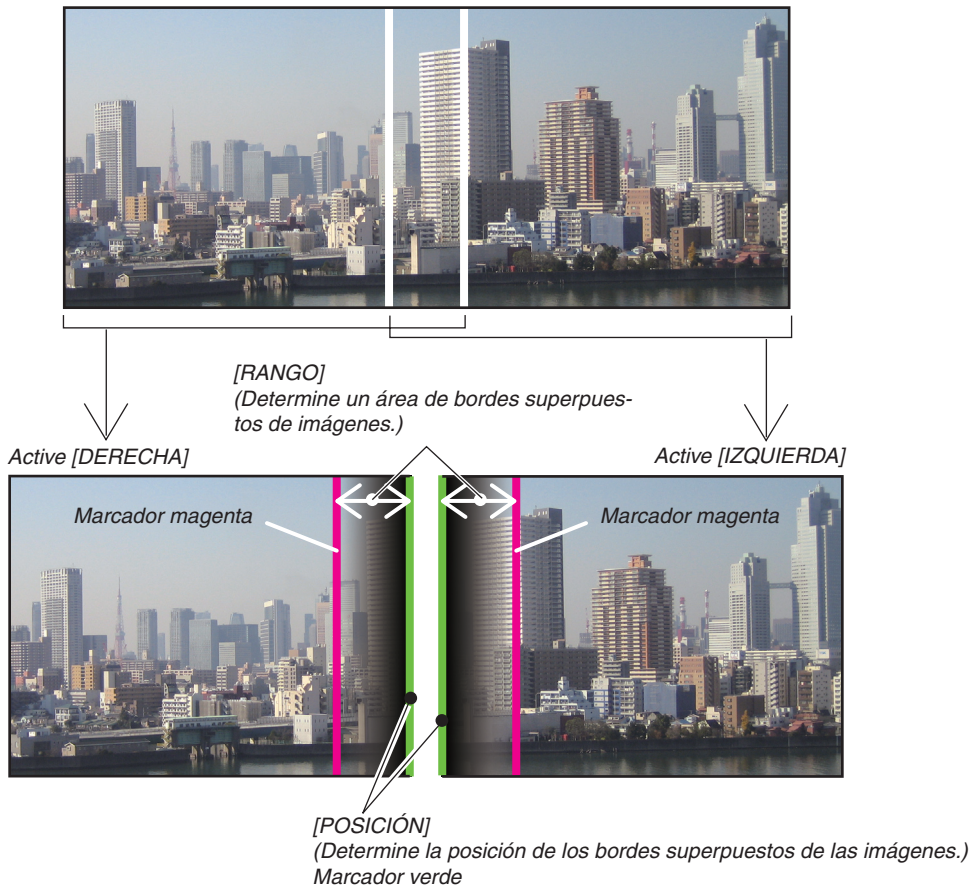 [RANGO]
(Determine un área de bordes superpues-
tos de imágenes.)
Active [DERECHA]
Active [IZQUIERDA]
Marcador magenta
Marcador magenta
[POSICIÓN]
(Determine la posición de los bordes superpuestos de las imágenes.)
Marcador verde